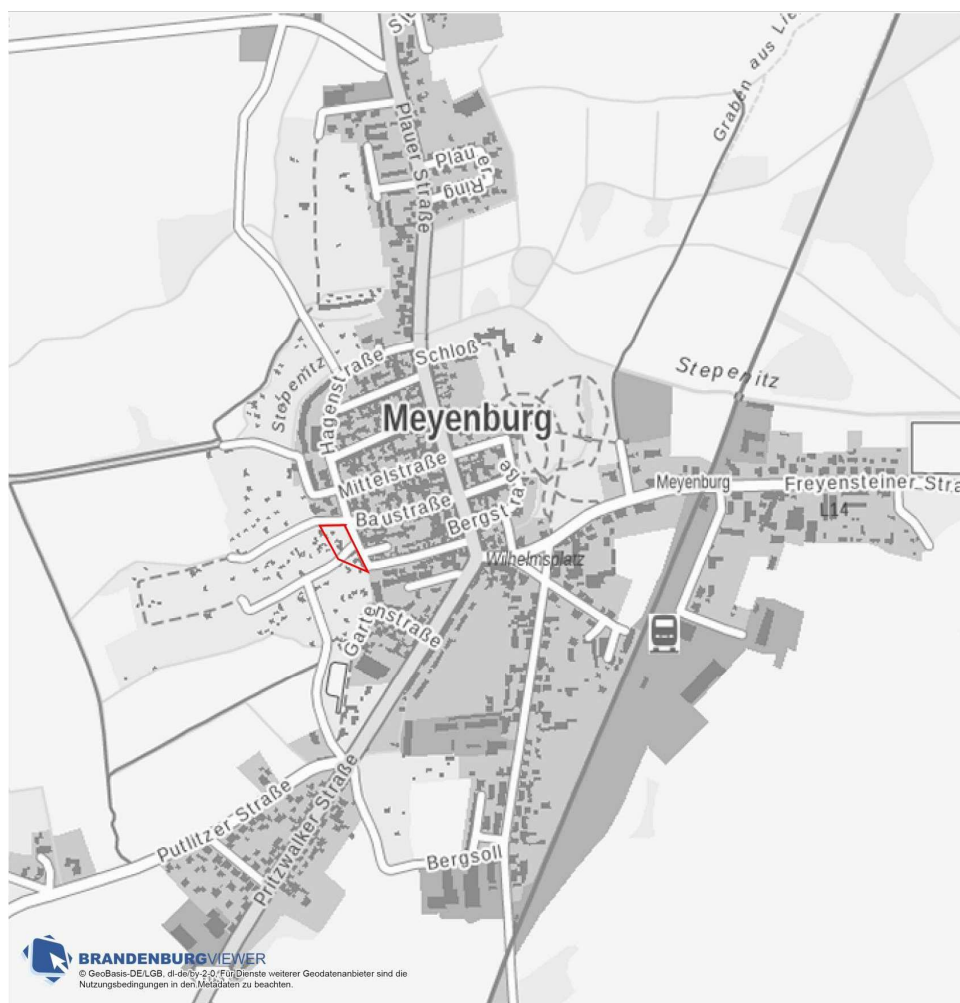 Graben aus
Plauer Straße
Plauer Ring
Schloß
Hagenstraße
Stepenitz
Stepenitz
Meyenburg
Mittelstraße
Baustraße
Bergstraße
Meyenburg
Freyensteiner Stra
L14
Wilhelmsplatz
Gartenstraße
Putlitzer Straße
Pritzwalker Straße
Bergsoll
BRANDENBURGVIEWER
© GeoBasis-DE/LGB, dl-de/by-2-0, Für Dienste weiterer Geodatenanbieter sind die
Nutzungsbedingungen in den Metadaten zu beachten.